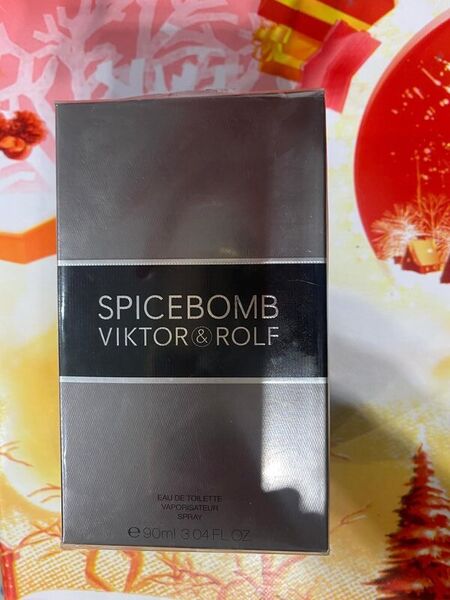 SPICEBOMB
VIKTOR & ROLF
EAU DE TOILETTE
VAPORISATEUR
SPRAY
℮ 90ml 3.04 FL.OZ.